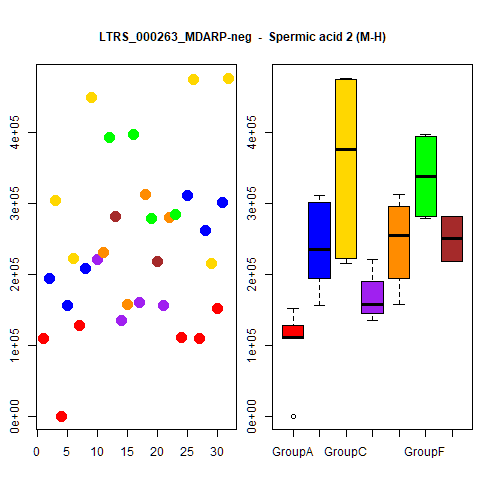 LTRS_000263_MDARP-neg - Spermic acid 2 (M-H)
0e+00 1e+05 2e+05 3e+05 4e+05
0e+00 1e+05 2e+05 3e+05 4e+05
0 5 10 15 20 25 30
GroupA GroupC GroupF